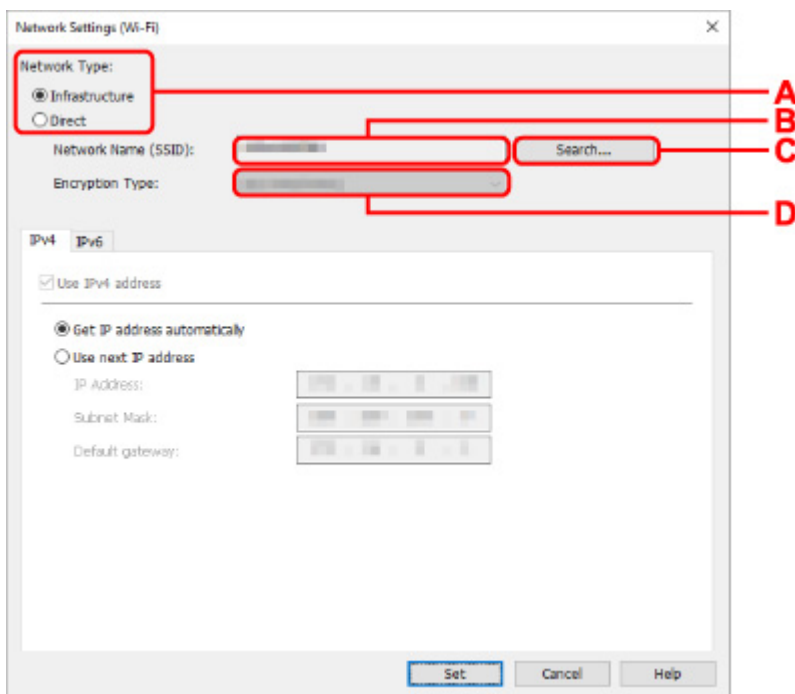 Network Settings (Wi-Fi)
Network Type:
Infrastructure
A
Direct
B
Network Name (SSID):
Search...
C
Encryption Type:
D
IPv4 IPv6
Use IPv4 address
Get IP address automatically
Use next IP address
IP Address:
Subnet Mask:
Default gateway:
Set Cancel Help